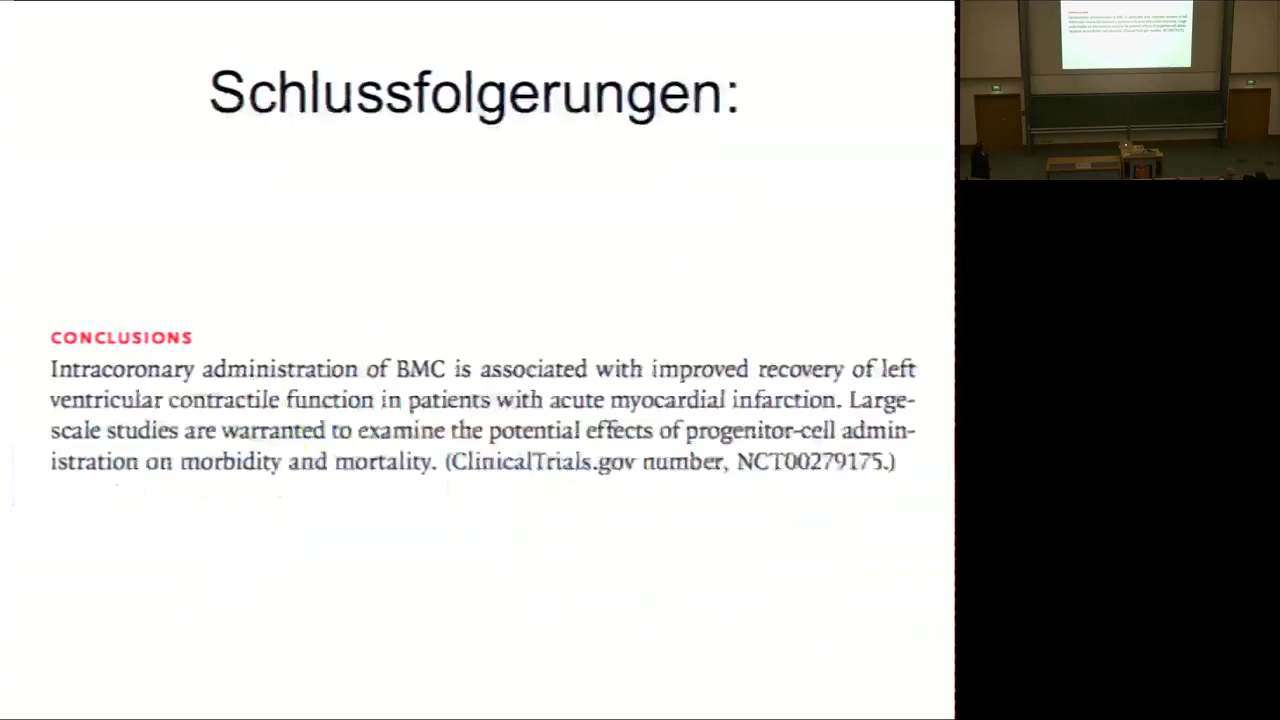 Schlussfolgerungen:
CONCLUSIONS
Intracoronary administration of BMC is associated with improved recovery of left
ventricular contractile function in patients with acute myocardial infarction. Large-
scale studies are warranted to examine the potential effects of progenitor-cell admin-
istration on morbidity and mortality. (ClinicalTrials.gov number, NCT00279175.)